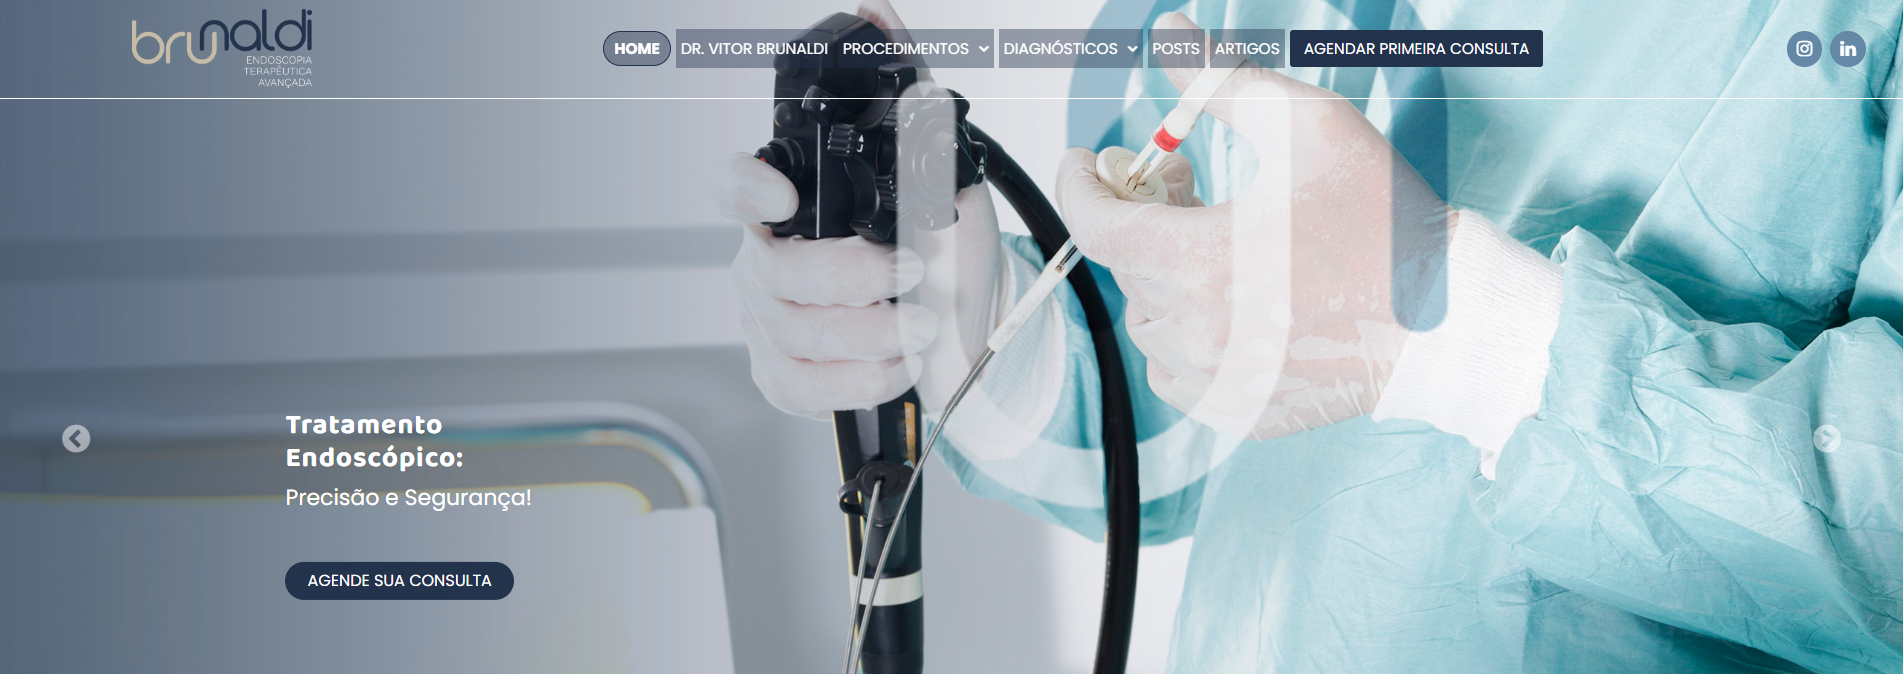 brunaldi
ENDOSCOPIA
TERAPÊUTICA
AVANÇADA
HOME DR. VITOR BRUNALDI PROCEDIMENTOS DIAGNÓSTICOS POSTS ARTIGOS AGENDAR PRIMEIRA CONSULTA
Tratamento
Endoscópico:
Precisão e Segurança!
AGENDE SUA CONSULTA